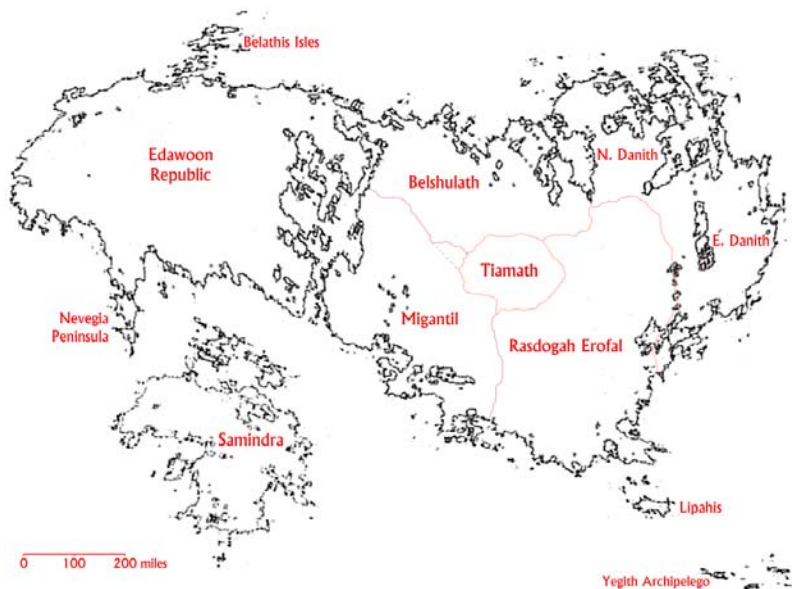 Belathis Isles
Edawoon
Republic
N. Danith
Belshulath
E. Danith
Tiamath
Nevegia
Peninsula
Migantil
Rasdogah Erofal
Samindra
Lipahis
0 100 200 miles
Yegith Archipelego